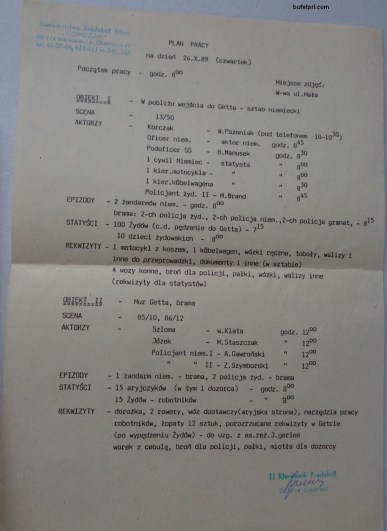 bufetprl.com
PLAN PRACY
na dzień 26.X.89 (czwartek)
Początek pracy - godz. 8⁰⁰
Miejsce zdjęć:
W-wa ul.Mała
OBIEKT I - W pobliżu wejścia do Getta - sztab niemiecki
SCENA - 13/50
AKTORZY - Korczak - W.Pszoniak (pod telefonem 10-10³⁰)
Oficer niem. - aktor niem. godz. 8⁴⁵
Podoficer SS - B.Manusek godz. 8³⁰
1 cywil Niemiec - statysta " 8⁰⁰
1 kier.motocykla - " " 8⁰⁰
1 kier.kübelwagena " " 8³⁰
Policjant żyd. II - M.Brand " 8⁴⁵
EPIZODY - 2 żandarmów niem. - godz. 8⁰⁰
brama: 2-ch policja żyd., 2-ch policja niem., 2-ch policja granat, - 8¹⁵
STATYŚCI - 100 Żydów (c.d. pędzenie do Getta) - 7¹⁵
10 dzieci żydowskich - 8⁰⁰
REKWIZYTY - 1 motocykl z koszem, 1 kübelwagen, wózki ręczne, toboły, walizy i
inne do przeprowadzki, dokumenty i inne (w sztabie)
4 wozy konne, broń dla policji, pałki, wózki, walizy inne
(rekwizyty dla statystów)
OBIEKT II - Mur Getta, brama
SCENA - 85/10, 86/12
AKTORZY - Szloma - W.Klata godz. 12⁰⁰
Józek - M.Staszczak " 12⁰⁰
Policjant niem.I - A.Gawroński " 12⁰⁰
" " II - Z.Szymborski " 12⁰⁰
EPIZODY - 1 żandarm niem. - brama, 2 policja żyd. - brama
STATYŚCI - 15 aryjczyków (w tym 1 dozorca) - godz. 8⁰⁰
15 Żydów - robotników - " 8⁰⁰
REKWIZYTY - dorożka, 2 rowery, wóz dostawczy(aryjska strona), narzędzia pracy
robotników, łopaty 12 sztuk, porozrzucane rekwizyty w Getcie
(po wypędzeniu Żydów) - do uzg. z as.reż.J.gerlee
worek z cebulą, broń dla policji, pałki, miotła dla dozorcy
II Kierownik Produkcji